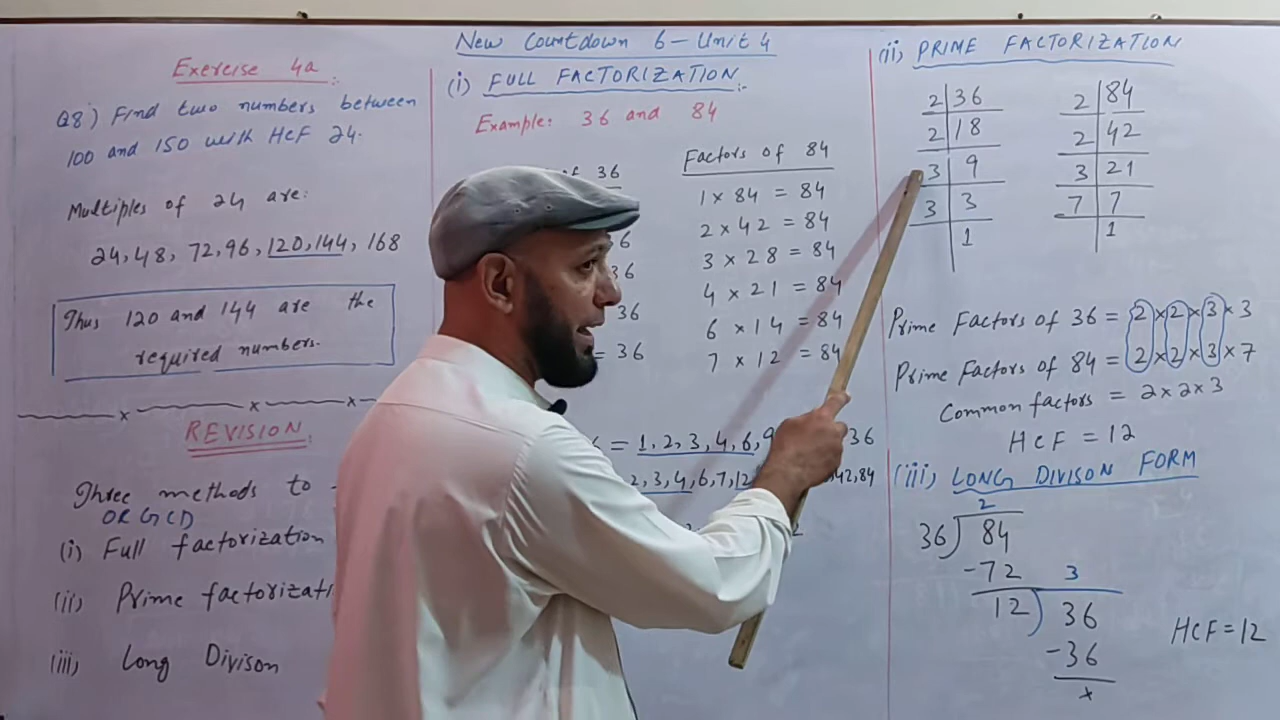 New Countdown 6 - Unit 4
Exercise 4a
Q8) Find two numbers between
100 and 150 with HCF 24.
Multiples of 24 are:
24, 48, 72, 96, 120, 144, 168
Thus 120 and 144 are the
required numbers.
REVISION:
Three methods to
OR GCD
(i) Full factorization
(ii) Prime factorizati
(iii) Long Divison
(i) FULL FACTORIZATION:-
Example: 36 and 84
36
6
36
36
= 36
Factors of 84
1 × 84 = 84
2 × 42 = 84
3 × 28 = 84
4 × 21 = 84
6 × 14 = 84
7 × 12 = 84
= 1, 2, 3, 4, 6, 9 36
2, 3, 4, 6, 7, 12 42, 84
2
(ii) PRIME FACTORIZATION
2 36
2 18
3 9
3 3
1
2 84
2 42
3 21
7 7
1
Prime Factors of 36 = 2×2×3×3
Prime Factors of 84 = 2×2×3×7
Common factors = 2×2×3
HCF = 12
(iii) LONG DIVISON FORM
2
36) 84
-72 3
12) 36
-36
×
HCF = 12